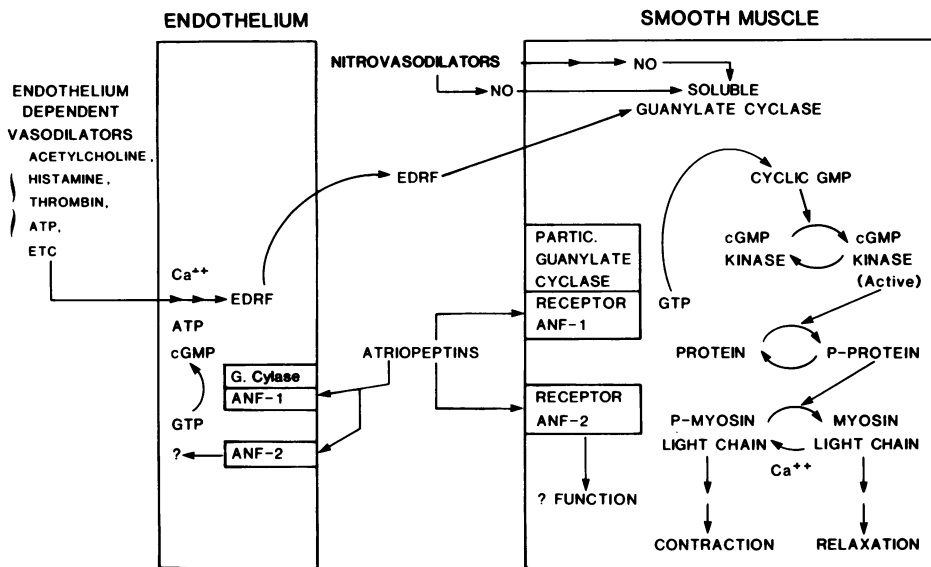 ENDOTHELIUM
SMOOTH MUSCLE
ENDOTHELIUM
DEPENDENT
VASODILATORS
ACETYLCHOLINE,
HISTAMINE,
THROMBIN,
ATP,
ETC
Ca++
EDRF
ATP
cGMP
GTP
G. Cylase
ANF-1
ANF-2
?
NITROVASODILATORS
NO
NO
EDRF
ATRIOPEPTINS
SOLUBLE
GUANYLATE CYCLASE
PARTIC.
GUANYLATE
CYCLASE
RECEPTOR
ANF-1
RECEPTOR
ANF-2
? FUNCTION
GTP
CYCLIC GMP
cGMP
KINASE
cGMP
KINASE
(Active)
PROTEIN
P-PROTEIN
P-MYOSIN
LIGHT CHAIN
MYOSIN
LIGHT CHAIN
Ca++
CONTRACTION
RELAXATION